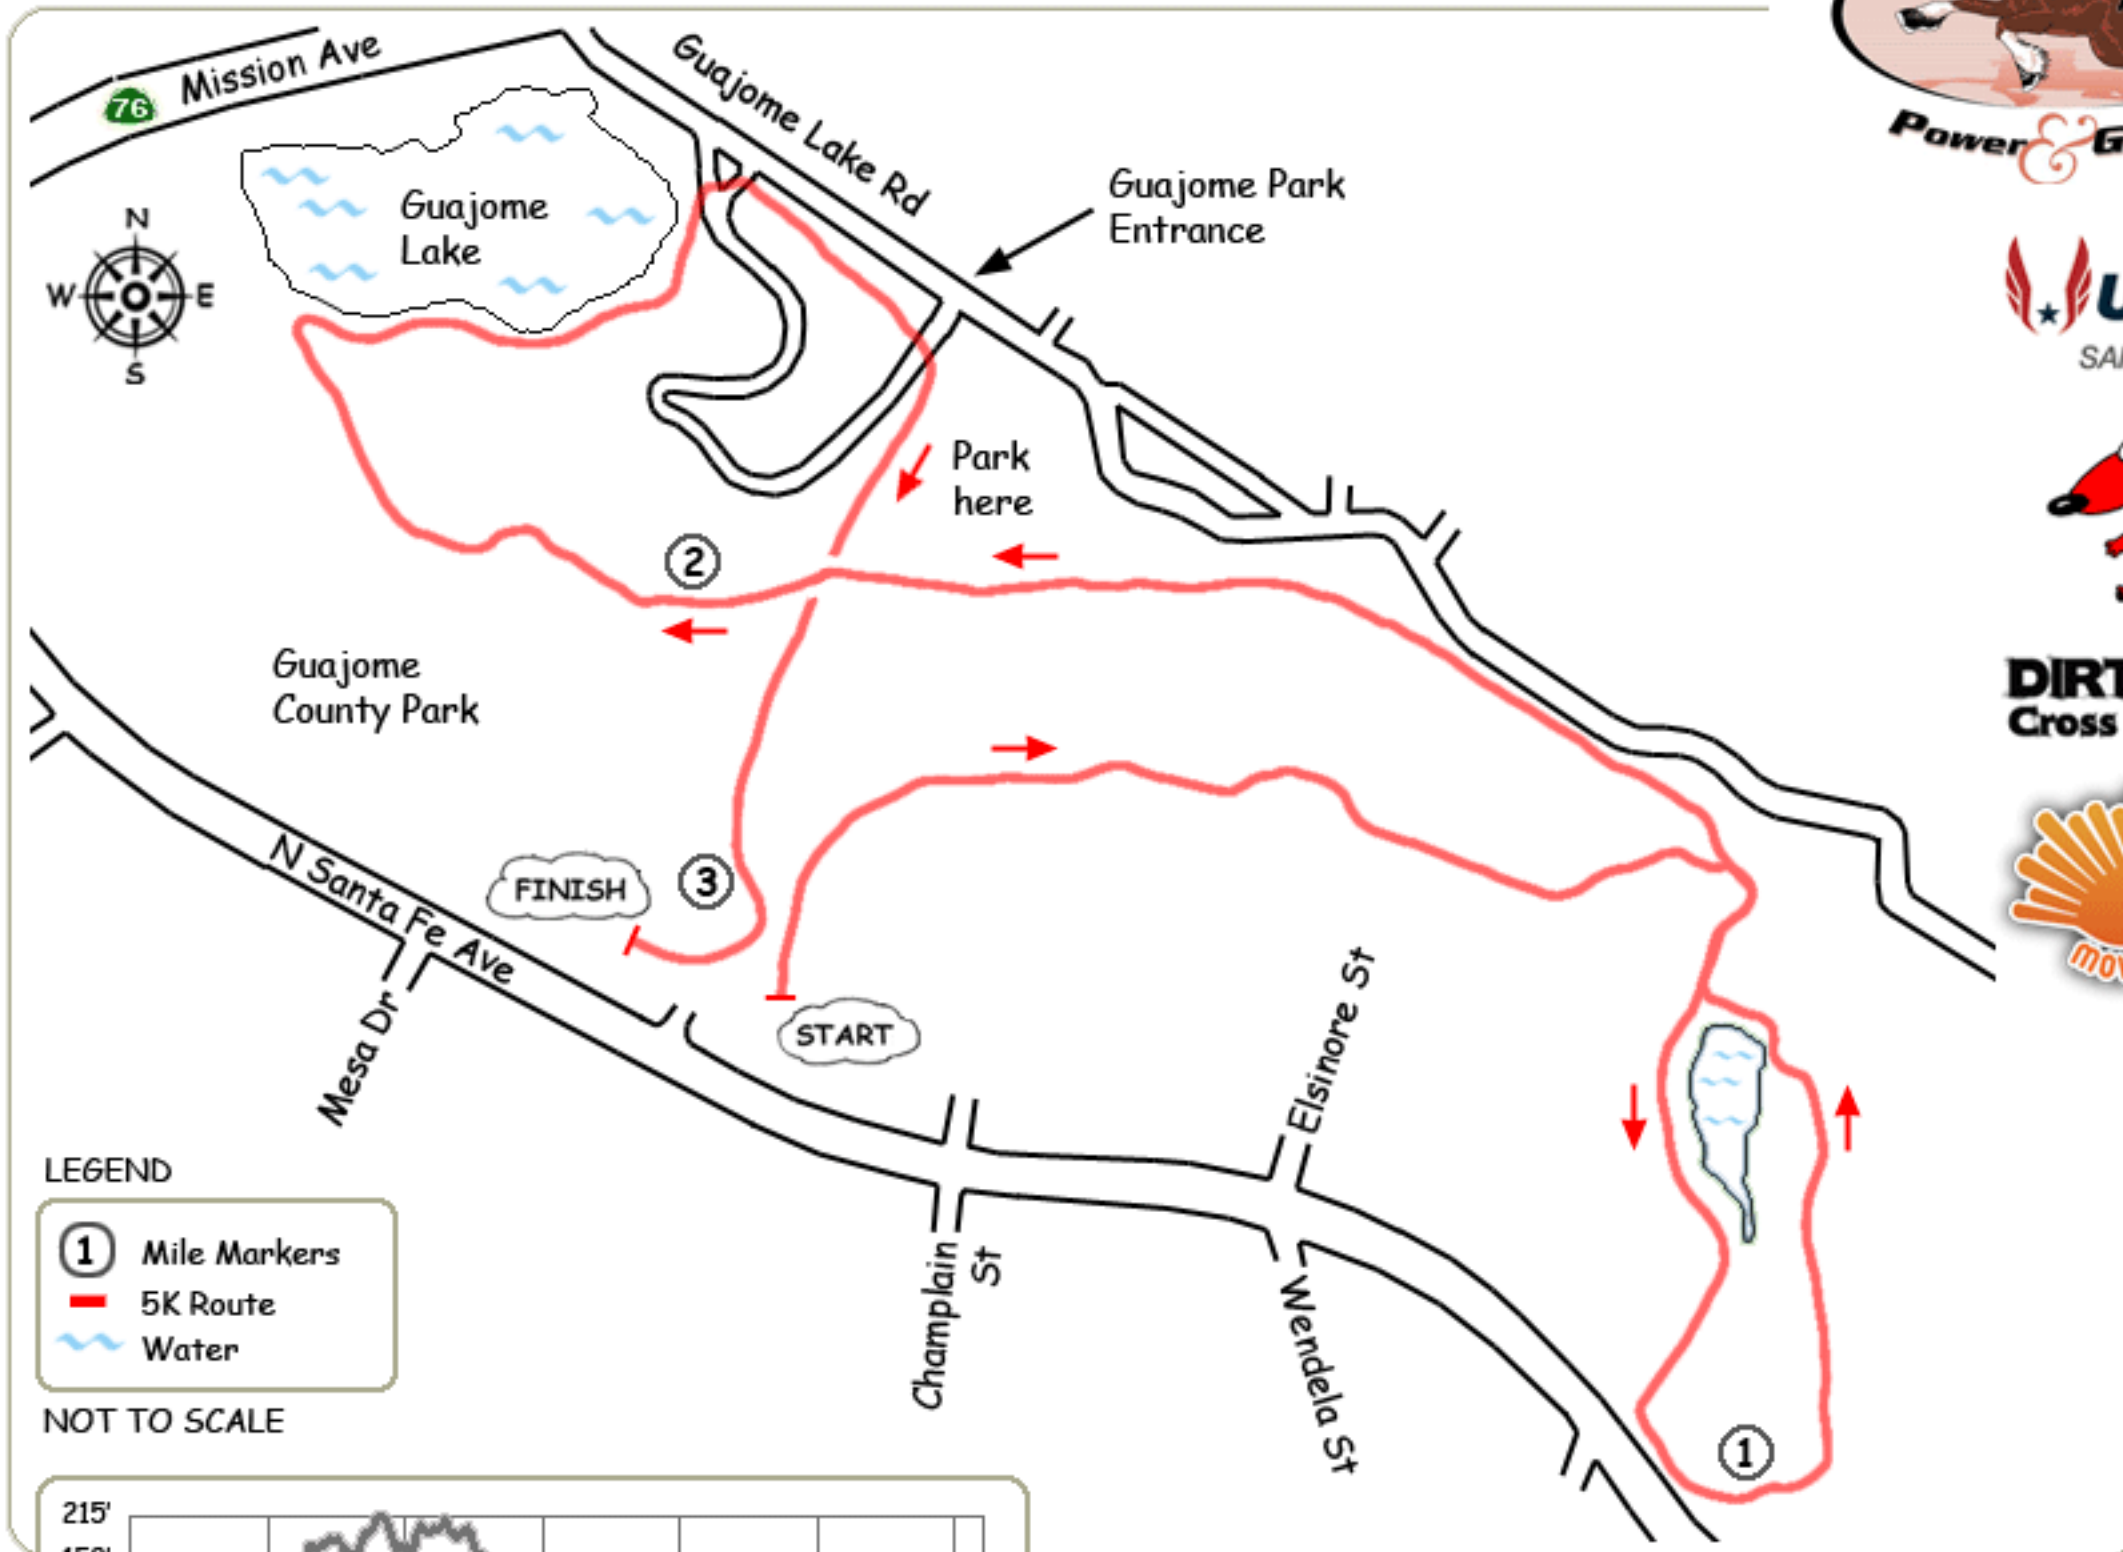 76
Mission Ave
Guajome Lake Rd
Guajome
Lake
Guajome Park
Entrance
N
W
E
S
Power &
Park
here
2
Guajome
County Park
DIRT
Cross
FINISH
3
N Santa Fe Ave
START
Mesa Dr
Elsinore St
Champlain
St
Wendela St
1
LEGEND
1 Mile Markers
5K Route
Water
NOT TO SCALE
215'